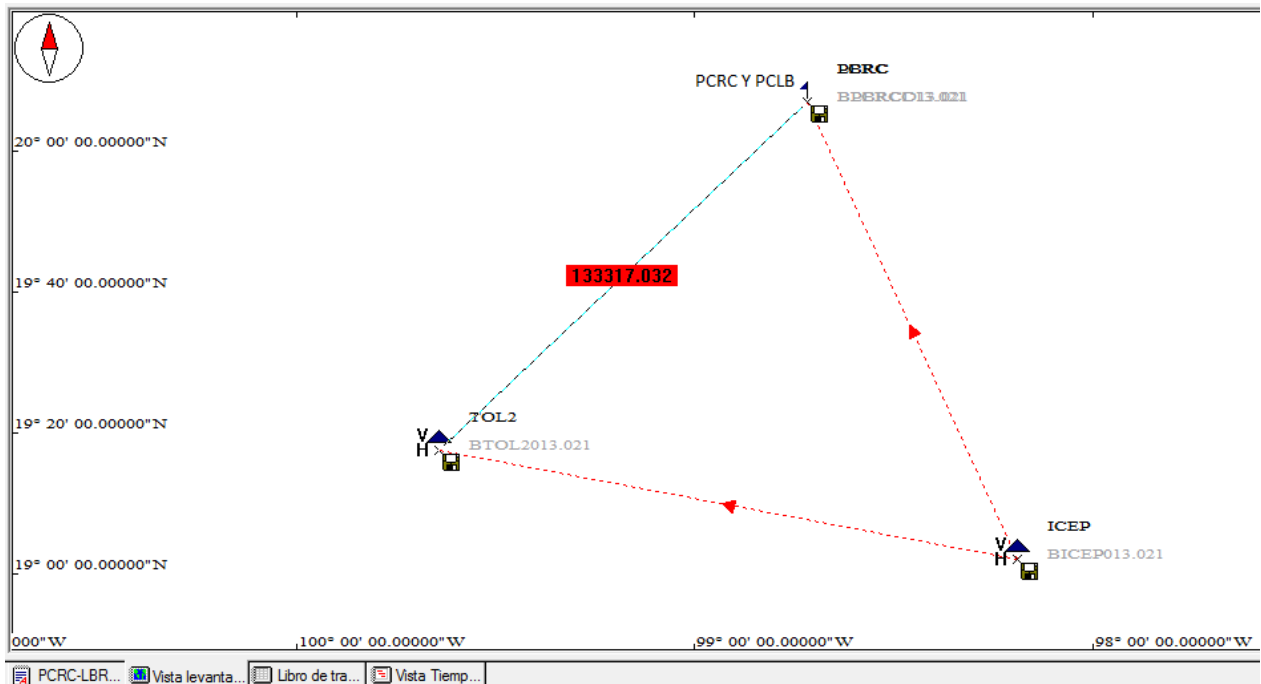 PCRC Y PCLB
20° 00' 00.00000"N
133317.032
19° 40' 00.00000"N
19° 20' 00.00000"N
TOL2
V
H
BTOL2013.021
ICEP
V
H
BICEP013.021
19° 00' 00.00000"N
000"W
100° 00' 00.00000"W
99° 00' 00.00000"W
98° 00' 00.00000"W
PCRC-LBR...
Vista levanta...
Libro de tra...
Vista Tiemp...